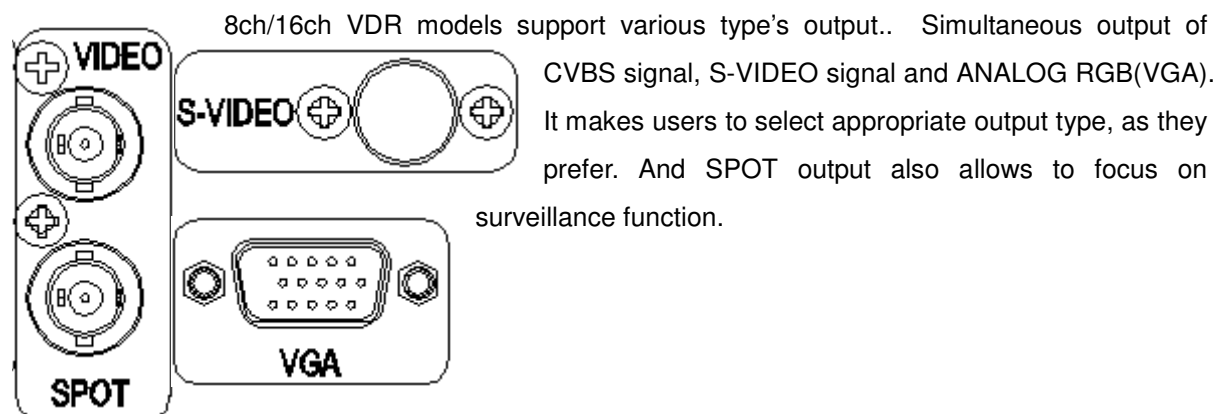 8ch/16ch VDR models support various type's output.. Simultaneous output of
CVBS signal, S-VIDEO signal and ANALOG RGB(VGA).
It makes users to select appropriate output type, as they
prefer. And SPOT output also allows to focus on
surveillance function.
VIDEO
S-VIDEO
VGA
SPOT